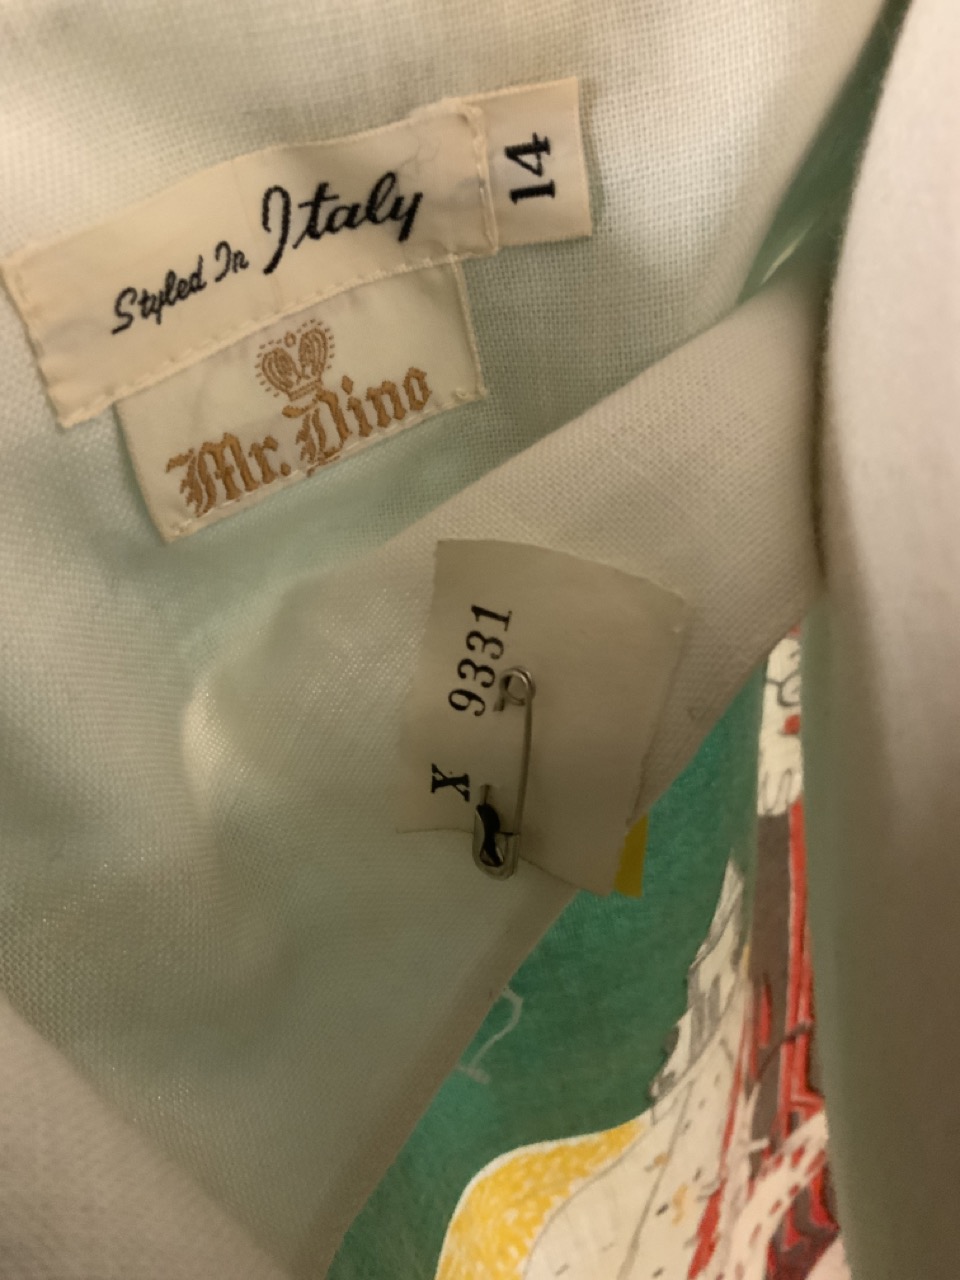 Styled In Italy
14
Mr. Dino
X 9331